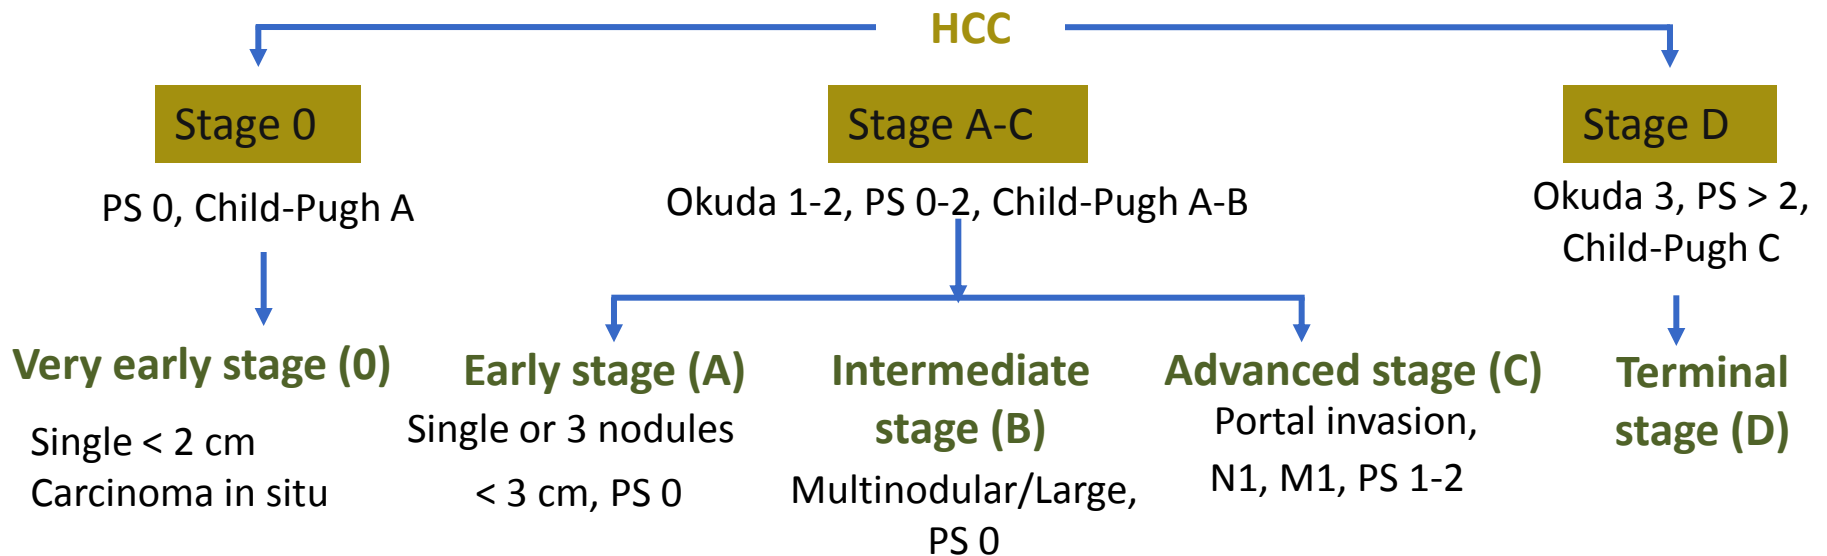 HCC
Stage 0
Stage A-C
Stage D
PS 0, Child-Pugh A
Okuda 1-2, PS 0-2, Child-Pugh A-B
Okuda 3, PS > 2,
Child-Pugh C
Very early stage (0)
Single < 2 cm
Carcinoma in situ
Early stage (A)
Single or 3 nodules
< 3 cm, PS 0
Intermediate
stage (B)
Multinodular/Large,
PS 0
Advanced stage (C)
Portal invasion,
N1, M1, PS 1-2
Terminal
stage (D)